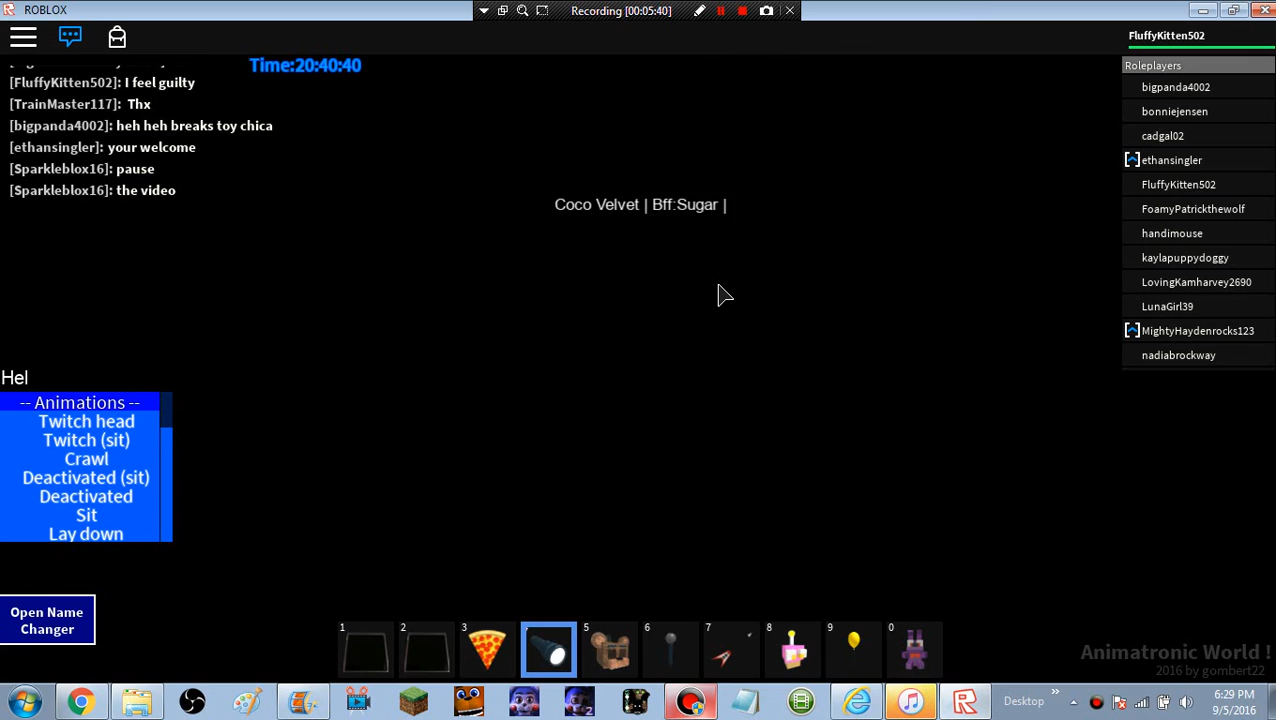 ROBLOX
Recording [00:05:40]
FluffyKitten502
Time:20:40:40
[FluffyKitten502]: I feel guilty
[TrainMaster117]: Thx
[bigpanda4002]: heh heh breaks toy chica
[ethansingler]: your welcome
[Sparkleblox16]: pause
[Sparkleblox16]: the video
Coco Velvet | Bff:Sugar |
Roleplayers
bigpanda4002
bonniejensen
cadgal02
ethansingler
FluffyKitten502
FoamyPatrickthewolf
handimouse
kaylapuppydoggy
LovingKamharvey2690
LunaGirl39
MightyHaydenrocks123
nadiabrockway
Hel
-- Animations --
Twitch head
Twitch (sit)
Crawl
Deactivated (sit)
Deactivated
Sit
Lay down
Open Name
Changer
1 2 3 5 6 7 8 9 0
Animatronic World !
2016 by gombert22
Desktop
6:29 PM
9/5/2016